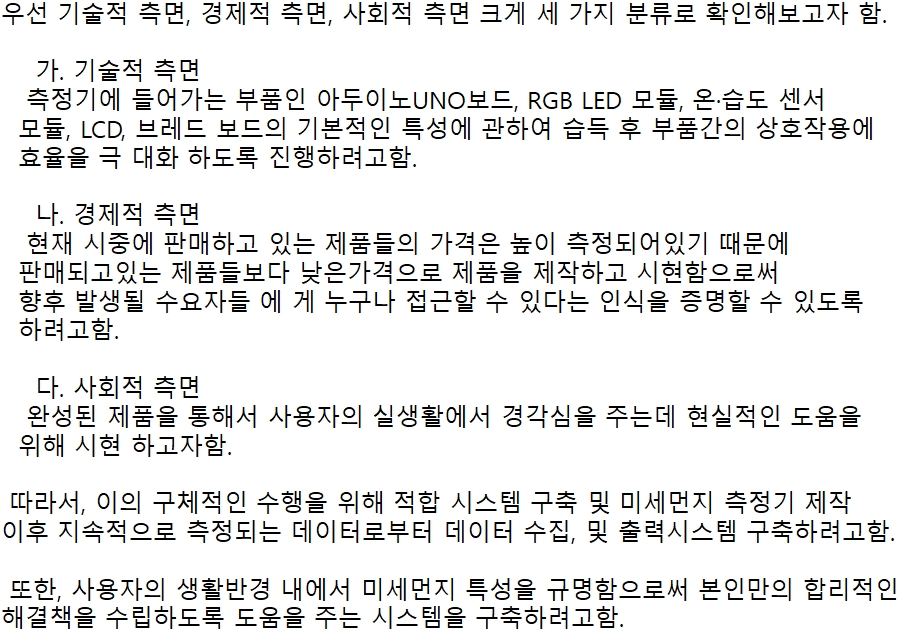 우선 기술적 측면, 경제적 측면, 사회적 측면 크게 세 가지 분류로 확인해보고자 함.
가. 기술적 측면
측정기에 들어가는 부품인 아두이노UNO보드, RGB LED 모듈, 온·습도 센서
모듈, LCD, 브레드 보드의 기본적인 특성에 관하여 습득 후 부품간의 상호작용에
효율을 극 대화 하도록 진행하려고함.
나. 경제적 측면
현재 시중에 판매하고 있는 제품들의 가격은 높이 측정되어있기 때문에
판매되고있는 제품들보다 낮은가격으로 제품을 제작하고 시현함으로써
향후 발생될 수요자들 에 게 누구나 접근할 수 있다는 인식을 증명할 수 있도록
하려고함.
다. 사회적 측면
완성된 제품을 통해서 사용자의 실생활에서 경각심을 주는데 현실적인 도움을
위해 시현 하고자함.
따라서, 이의 구체적인 수행을 위해 적합 시스템 구축 및 미세먼지 측정기 제작
이후 지속적으로 측정되는 데이터로부터 데이터 수집, 및 출력시스템 구축하려고함.
또한, 사용자의 생활반경 내에서 미세먼지 특성을 규명함으로써 본인만의 합리적인
해결책을 수립하도록 도움을 주는 시스템을 구축하려고함.